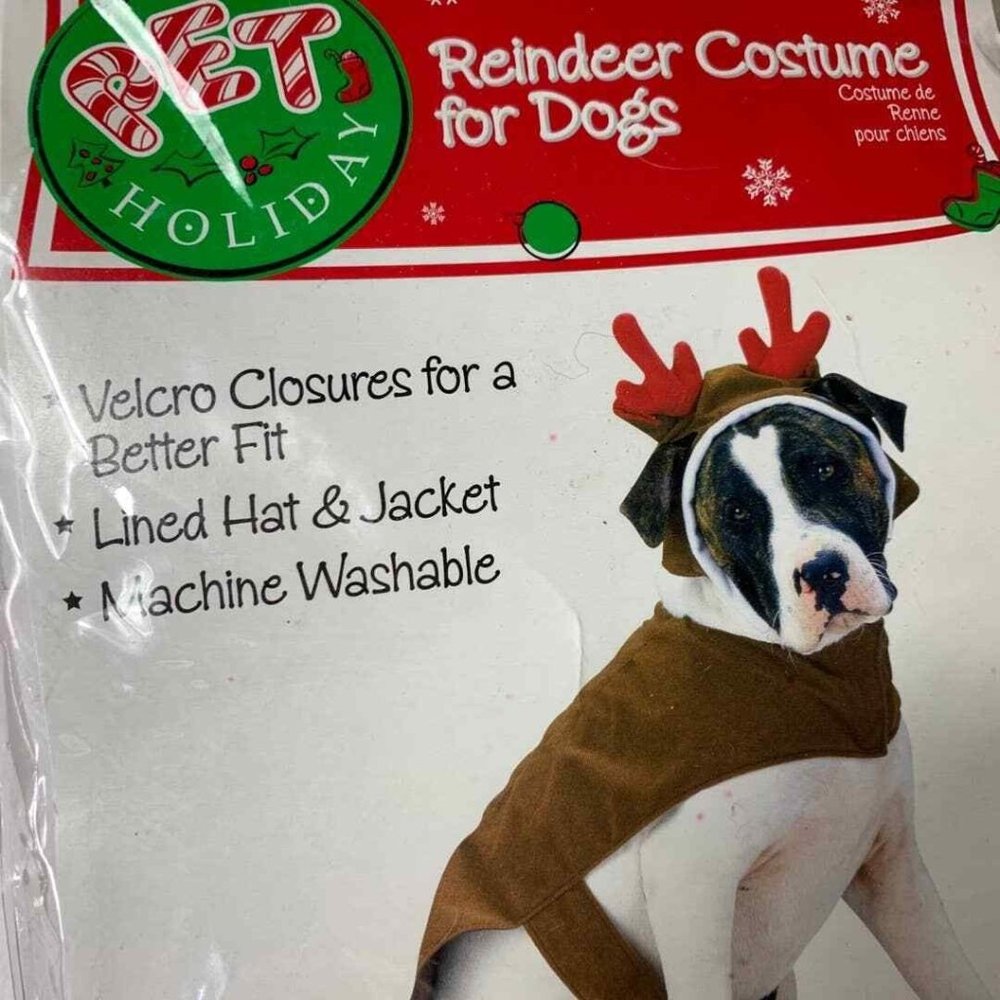 PET
HOLIDAY
Reindeer Costume
for Dogs
Costume de
Renne
pour chiens
Velcro Closures for a
Better Fit
★ Lined Hat & Jacket
★ Machine Washable